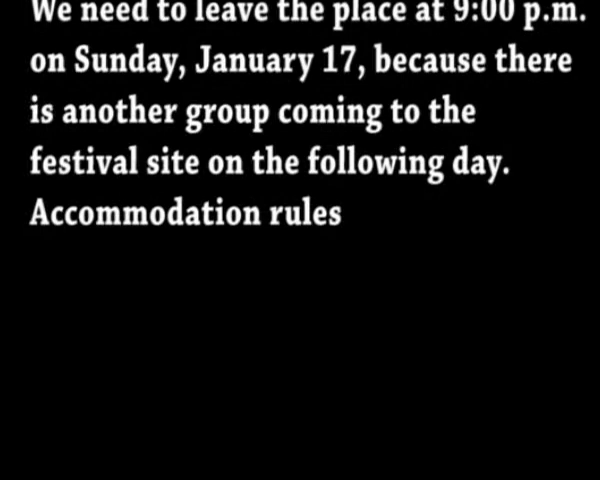 We need to leave the place at 9:00 p.m.
on Sunday, January 17, because there
is another group coming to the
festival site on the following day.
Accommodation rules